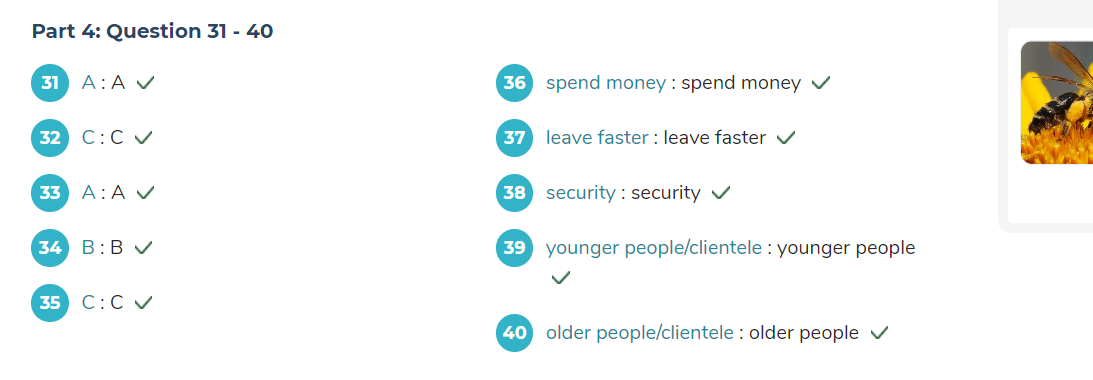 Part 4: Question 31 - 40
31 A : A
32 C : C
33 A : A
34 B : B
35 C : C
36 spend money : spend money
37 leave faster : leave faster
38 security : security
39 younger people/clientele : younger people
40 older people/clientele : older people